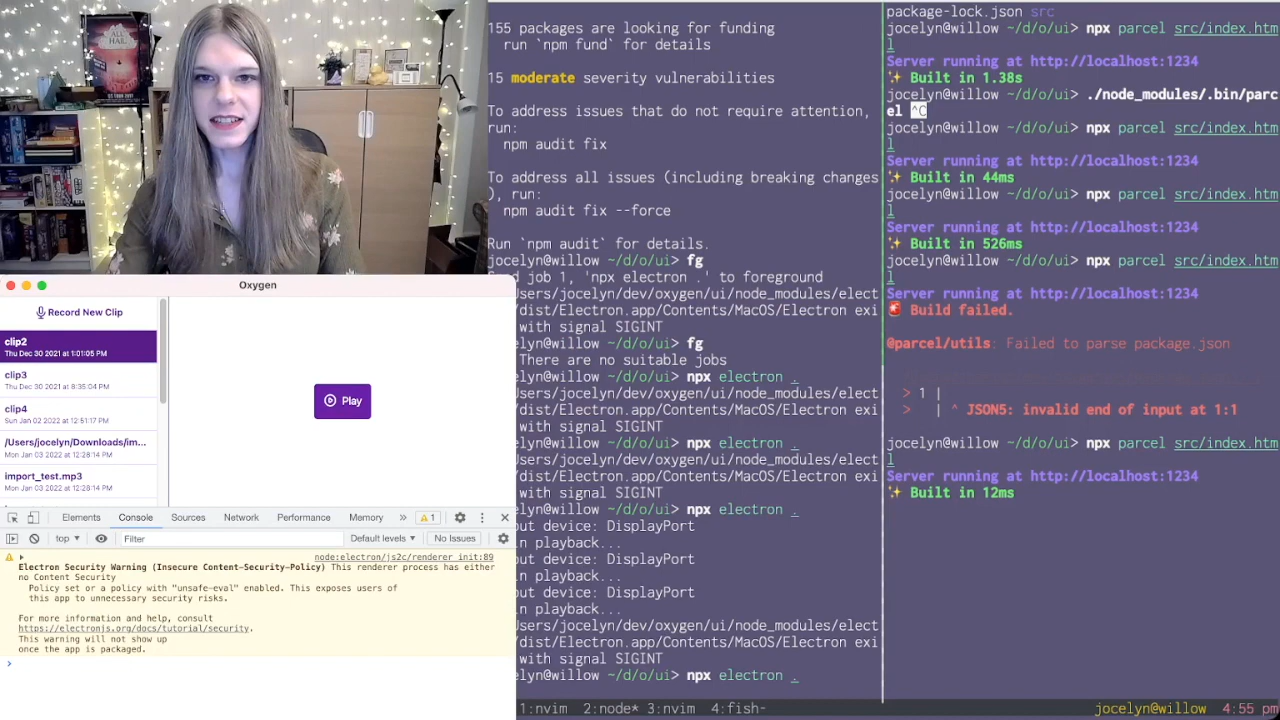 ALL
HAIL
Oxygen
Record New Clip
clip2
Thu Dec 30 2021 at 1:01:05 PM
clip3
Thu Dec 30 2021 at 8:35:04 PM
clip4
Sun Jan 02 2022 at 12:51:17 PM
/Users/jocelyn/Downloads/im...
Mon Jan 03 2022 at 12:28:14 PM
import_test.mp3
Mon Jan 03 2022 at 12:28:14 PM
Play
Elements Console Sources Network Performance Memory » 1
top Filter Default levels No Issues
node:electron/js2c/renderer_init:89
Electron Security Warning (Insecure Content-Security-Policy) This renderer process has either
no Content Security
Policy set or a policy with "unsafe-eval" enabled. This exposes users of
this app to unnecessary security risks.
For more information and help, consult
https://electronjs.org/docs/tutorial/security.
This warning will not show up
once the app is packaged.
>
155 packages are looking for funding
run `npm fund` for details
15 moderate severity vulnerabilities
To address issues that do not require attention,
run:
npm audit fix
To address all issues (including breaking changes
), run:
npm audit fix --force
Run `npm audit` for details.
jocelyn@willow ~/d/o/ui> fg
d job 1, 'npx electron .' to foreground
sers/jocelyn/dev/oxygen/ui/node_modules/elect
/dist/Electron.app/Contents/MacOS/Electron exi
with signal SIGINT
celyn@willow ~/d/o/ui> fg
There are no suitable jobs
elyn@willow ~/d/o/ui> npx electron .
sers/jocelyn/dev/oxygen/ui/node_modules/elect
/dist/Electron.app/Contents/MacOS/Electron exi
with signal SIGINT
elyn@willow ~/d/o/ui> npx electron .
sers/jocelyn/dev/oxygen/ui/node_modules/elect
/dist/Electron.app/Contents/MacOS/Electron exi
with signal SIGINT
elyn@willow ~/d/o/ui> npx electron .
out device: DisplayPort
in playback...
out device: DisplayPort
in playback...
out device: DisplayPort
in playback...
sers/jocelyn/dev/oxygen/ui/node_modules/elect
/dist/Electron.app/Contents/MacOS/Electron exi
with signal SIGINT
elyn@willow ~/d/o/ui> npx electron .
package-lock.json src
jocelyn@willow ~/d/o/ui> npx parcel src/index.htm
l
Server running at http://localhost:1234
✨ Built in 1.38s
jocelyn@willow ~/d/o/ui> ./node_modules/.bin/parc
el ^C
jocelyn@willow ~/d/o/ui> npx parcel src/index.htm
l
Server running at http://localhost:1234
✨ Built in 44ms
jocelyn@willow ~/d/o/ui> npx parcel src/index.htm
l
Server running at http://localhost:1234
✨ Built in 526ms
jocelyn@willow ~/d/o/ui> npx parcel src/index.htm
l
Server running at http://localhost:1234
🚨 Build failed.
@parcel/utils: Failed to parse package.json
> 1 |
> | ^ JSON5: invalid end of input at 1:1
jocelyn@willow ~/d/o/ui> npx parcel src/index.htm
l
Server running at http://localhost:1234
✨ Built in 12ms
1:nvim 2:node* 3:nvim 4:fish- jocelyn@willow 4:55 pm